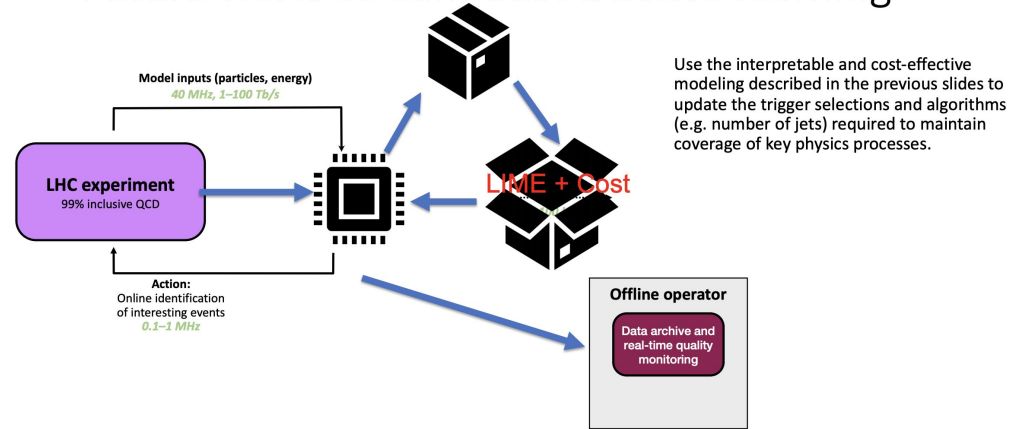 Model inputs (particles, energy)
40 MHz, 1–100 Tb/s
LHC experiment
99% inclusive QCD
Action:
Online identification
of interesting events
0.1–1 MHz
LIME + Cost
Use the interpretable and cost-effective
modeling described in the previous slides to
update the trigger selections and algorithms
(e.g. number of jets) required to maintain
coverage of key physics processes.
Offline operator
Data archive and
real-time quality
monitoring